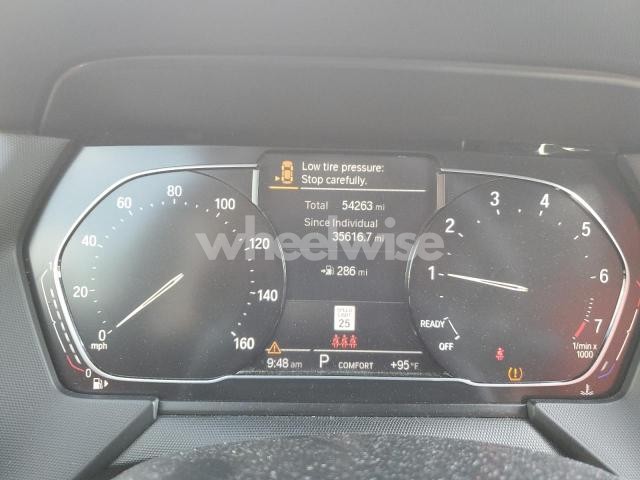 Low tire pressure:
Stop carefully.
Total 54263 mi
Since Individual
35616.7 mi
wheelwise
286 mi
SPEED LIMIT
25
9:48 am P COMFORT +95°F
0 20 40 60 80 100 120 140 160
mph
1 2 3 4 5 6 7
READY
OFF
1/min x
1000
0